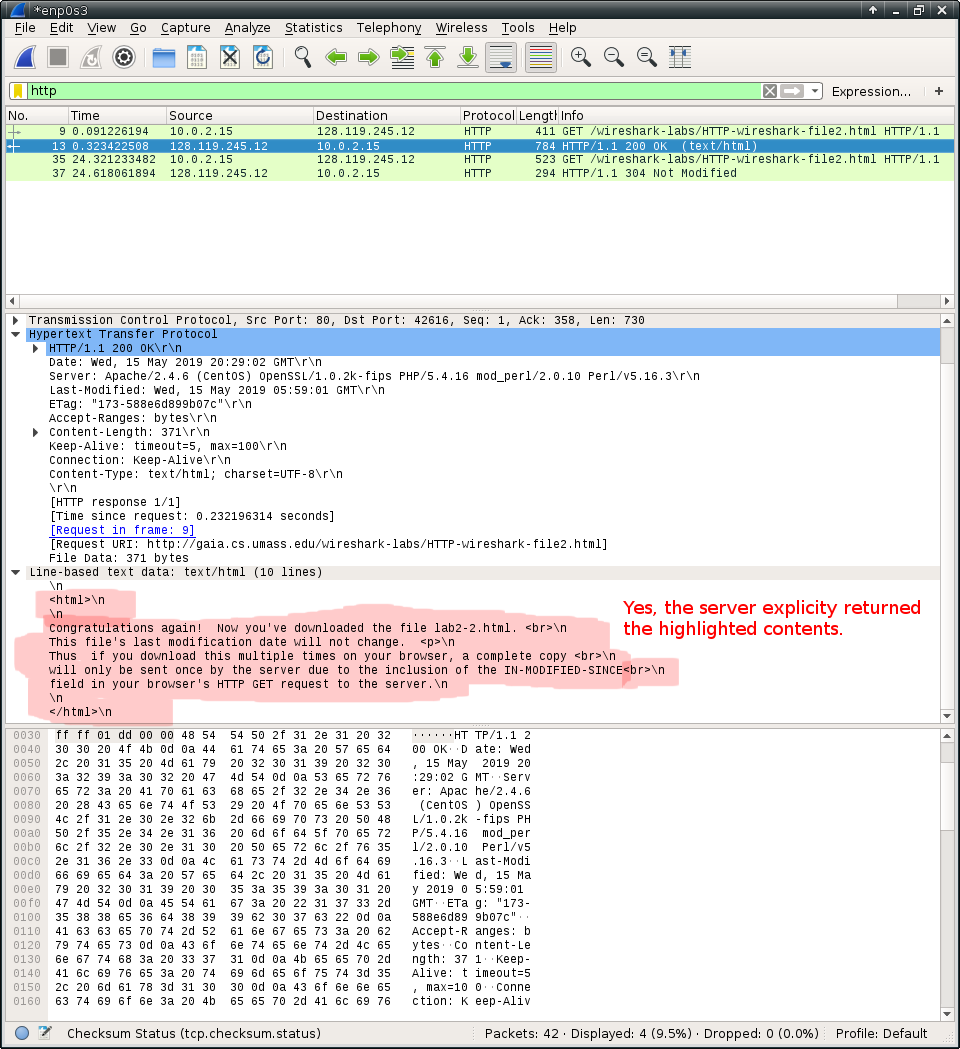 *enp0s3
File Edit View Go Capture Analyze Statistics Telephony Wireless Tools Help
http Expression... +
No. Time Source Destination Protocol Length Info
9 0.091226194 10.0.2.15 128.119.245.12 HTTP 411 GET /wireshark-labs/HTTP-wireshark-file2.html HTTP/1.1
13 0.323422508 128.119.245.12 10.0.2.15 HTTP 784 HTTP/1.1 200 OK (text/html)
35 24.321233482 10.0.2.15 128.119.245.12 HTTP 523 GET /wireshark-labs/HTTP-wireshark-file2.html HTTP/1.1
37 24.618061894 128.119.245.12 10.0.2.15 HTTP 294 HTTP/1.1 304 Not Modified
Transmission Control Protocol, Src Port: 80, Dst Port: 42616, Seq: 1, Ack: 358, Len: 730
Hypertext Transfer Protocol
HTTP/1.1 200 OK\r\n
Date: Wed, 15 May 2019 20:29:02 GMT\r\n
Server: Apache/2.4.6 (CentOS) OpenSSL/1.0.2k-fips PHP/5.4.16 mod_perl/2.0.10 Perl/v5.16.3\r\n
Last-Modified: Wed, 15 May 2019 05:59:01 GMT\r\n
ETag: "173-588e6d899b07c"\r\n
Accept-Ranges: bytes\r\n
Content-Length: 371\r\n
Keep-Alive: timeout=5, max=100\r\n
Connection: Keep-Alive\r\n
Content-Type: text/html; charset=UTF-8\r\n
\r\n
[HTTP response 1/1]
[Time since request: 0.232196314 seconds]
[Request in frame: 9]
[Request URI: http://gaia.cs.umass.edu/wireshark-labs/HTTP-wireshark-file2.html]
File Data: 371 bytes
Line-based text data: text/html (10 lines)
\n
<html>\n
\n
Congratulations again!  Now you've downloaded the file lab2-2.html. <br>\n
This file's last modification date will not change.  <p>\n
Thus  if you download this multiple times on your browser, a complete copy <br>\n
will only be sent once by the server due to the inclusion of the IN-MODIFIED-SINCE<br>\n
field in your browser's HTTP GET request to the server.\n
\n
</html>\n
Yes, the server explicity returned
the highlighted contents.
0030 ff ff 01 dd 00 00 48 54 54 50 2f 31 2e 31 20 32 ······HT TP/1.1 2
0040 30 30 20 4f 4b 0d 0a 44 61 74 65 3a 20 57 65 64 00 OK··D ate: Wed
0050 2c 20 31 35 20 4d 61 79 20 32 30 31 39 20 32 30 , 15 May 2019 20
0060 3a 32 39 3a 30 32 20 47 4d 54 0d 0a 53 65 72 76 :29:02 G MT··Serv
0070 65 72 3a 20 41 70 61 63 68 65 2f 32 2e 34 2e 36 er: Apac he/2.4.6
0080 20 28 43 65 6e 74 4f 53 29 20 4f 70 65 6e 53 53 (CentOS ) OpenSS
0090 4c 2f 31 2e 30 2e 32 6b 2d 66 69 70 73 20 50 48 L/1.0.2k -fips PH
00a0 50 2f 35 2e 34 2e 31 36 20 6d 6f 64 5f 70 65 72 P/5.4.16 mod_per
00b0 6c 2f 32 2e 30 2e 31 30 20 50 65 72 6c 2f 76 35 l/2.0.10 Perl/v5
00c0 2e 31 36 2e 33 0d 0a 4c 61 73 74 2d 4d 6f 64 69 .16.3··L ast-Modi
00d0 66 69 65 64 3a 20 57 65 64 2c 20 31 35 20 4d 61 fied: We d, 15 Ma
00e0 79 20 32 30 31 39 20 30 35 3a 35 39 3a 30 31 20 y 2019 0 5:59:01
00f0 47 4d 54 0d 0a 45 54 61 67 3a 20 22 31 37 33 2d GMT··ETa g: "173-
0100 35 38 38 65 36 64 38 39 39 62 30 37 63 22 0d 0a 588e6d89 9b07c"··
0110 41 63 63 65 70 74 2d 52 61 6e 67 65 73 3a 20 62 Accept-R anges: b
0120 79 74 65 73 0d 0a 43 6f 6e 74 65 6e 74 2d 4c 65 ytes··Co ntent-Le
0130 6e 67 74 68 3a 20 33 37 31 0d 0a 4b 65 65 70 2d ngth: 37 1··Keep-
0140 41 6c 69 76 65 3a 20 74 69 6d 65 6f 75 74 3d 35 Alive: t imeout=5
0150 2c 20 6d 61 78 3d 31 30 30 0d 0a 43 6f 6e 6e 65 , max=10 0··Conne
0160 63 74 69 6f 6e 3a 20 4b 65 65 70 2d 41 6c 69 76 ction: K eep-Aliv
Checksum Status (tcp.checksum.status) Packets: 42 · Displayed: 4 (9.5%) · Dropped: 0 (0.0%) Profile: Default